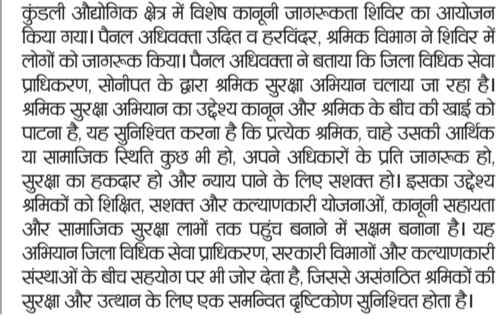 कुंडली औद्योगिक क्षेत्र में विशेष कानूनी जागरूकता शिविर का आयोजन
किया गया। पैनल अधिवक्ता उदित व हरविंदर, श्रमिक विभाग ने शिविर में
लोगों को जागरूक किया। पैनल अधिवक्ता ने बताया कि जिला विधिक सेवा
प्राधिकरण, सोनीपत के द्वारा श्रमिक सुरक्षा अभियान चलाया जा रहा है।
श्रमिक सुरक्षा अभियान का उद्देश्य कानून और श्रमिक के बीच की खाई को
पाटना है, यह सुनिश्चित करना है कि प्रत्येक श्रमिक, चाहे उसकी आर्थिक
या सामाजिक स्थिति कुछ भी हो, अपने अधिकारों के प्रति जागरूक हो,
सुरक्षा का हकदार हो और न्याय पाने के लिए सशक्त हो। इसका उद्देश्य
श्रमिकों को शिक्षित, सशक्त और कल्याणकारी योजनाओं, कानूनी सहायता
और सामाजिक सुरक्षा लाभों तक पहुंच बनाने में सक्षम बनाना है। यह
अभियान जिला विधिक सेवा प्राधिकरण, सरकारी विभागों और कल्याणकारी
संस्थाओं के बीच सहयोग पर भी जोर देता है, जिससे असंगठित श्रमिकों की
सुरक्षा और उत्थान के लिए एक समन्वित दृष्टिकोण सुनिश्चित होता है।